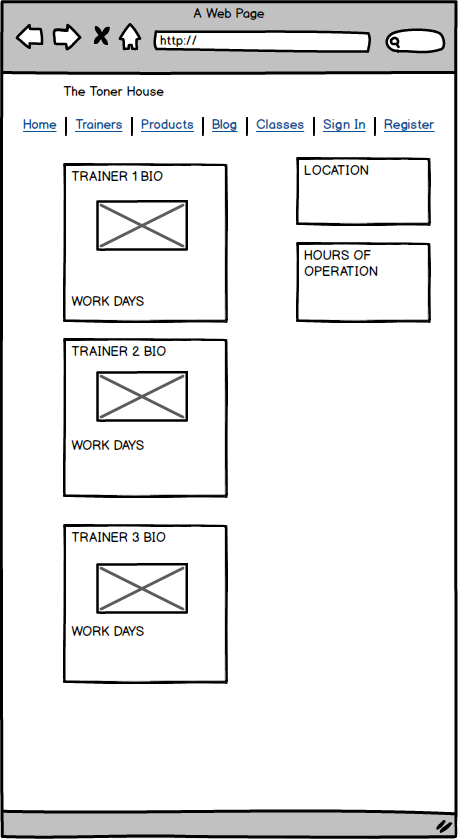 A Web Page
http://
The Toner House
Home | Trainers | Products | Blog | Classes | Sign In | Register
TRAINER 1 BIO
WORK DAYS
TRAINER 2 BIO
WORK DAYS
TRAINER 3 BIO
WORK DAYS
LOCATION
HOURS OF
OPERATION